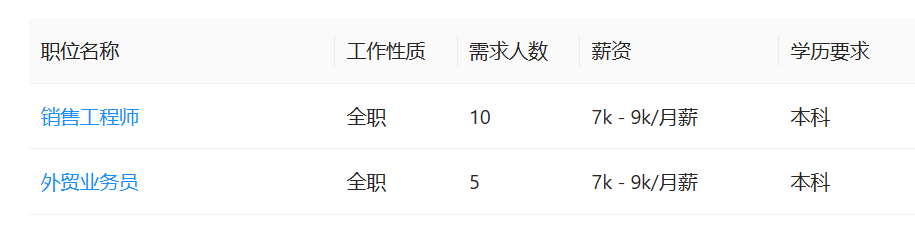 职位名称 工作性质 需求人数 薪资 学历要求
销售工程师 全职 10 7k - 9k/月薪 本科
外贸业务员 全职 5 7k - 9k/月薪 本科